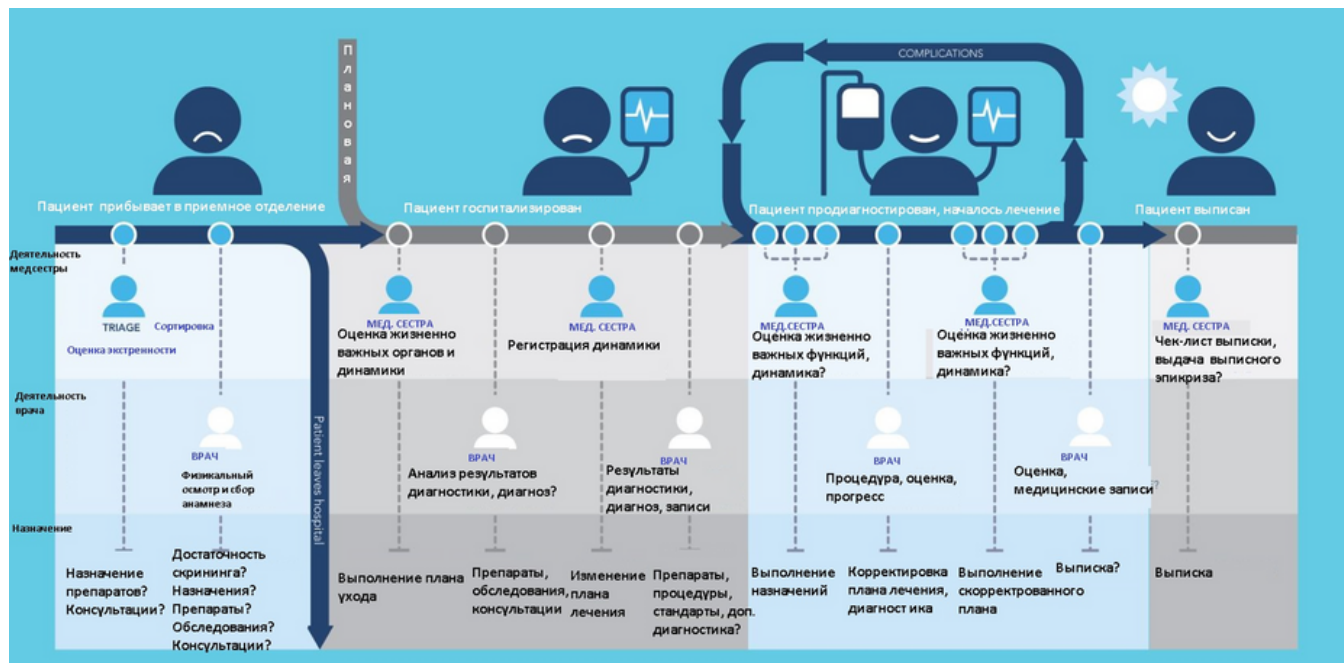 Плановая
COMPLICATIONS
Пациент прибывает в приемное отделение
Пациент госпитализирован
Пациент продиагностирован, началось лечение
Пациент выписан
Деятельность
медсестры
TRIAGE
Сортировка
Оценка экстренности
МЕД. СЕСТРА
Оценка жизненно
важных органов и
динамики
МЕД. СЕСТРА
Регистрация динамики
МЕД.СЕСТРА
Оценка жизненно
важных функций,
динамика?
МЕД.СЕСТРА
Оценка жизненно
важных функций,
динамика?
МЕД. СЕСТРА
Чек-лист выписки,
выдача выписного
эпикриза?
Деятельность
врача
ВРАЧ
Физикальный
осмотр и сбор
анамнеза
Patient leaves hospital
ВРАЧ
Анализ результатов
диагностики, диагноз?
ВРАЧ
Результаты
диагностики,
диагноз, записи
ВРАЧ
Процедура, оценка,
прогресс
ВРАЧ
Оценка,
медицинские записи?
Назначение
Назначение
препаратов?
Консультации?
Достаточность
скрининга?
Назначения?
Препараты?
Обследования?
Консультации?
Выполнение плана
ухода
Препараты,
обследования,
консультации
Изменение
плана
лечения
Препараты,
процедуры,
стандарты, доп.
диагностика?
Выполнение
назначений
Корректировка
плана лечения,
диагностика
Выполнение
скорректрованного
плана
Выписка?
Выписка